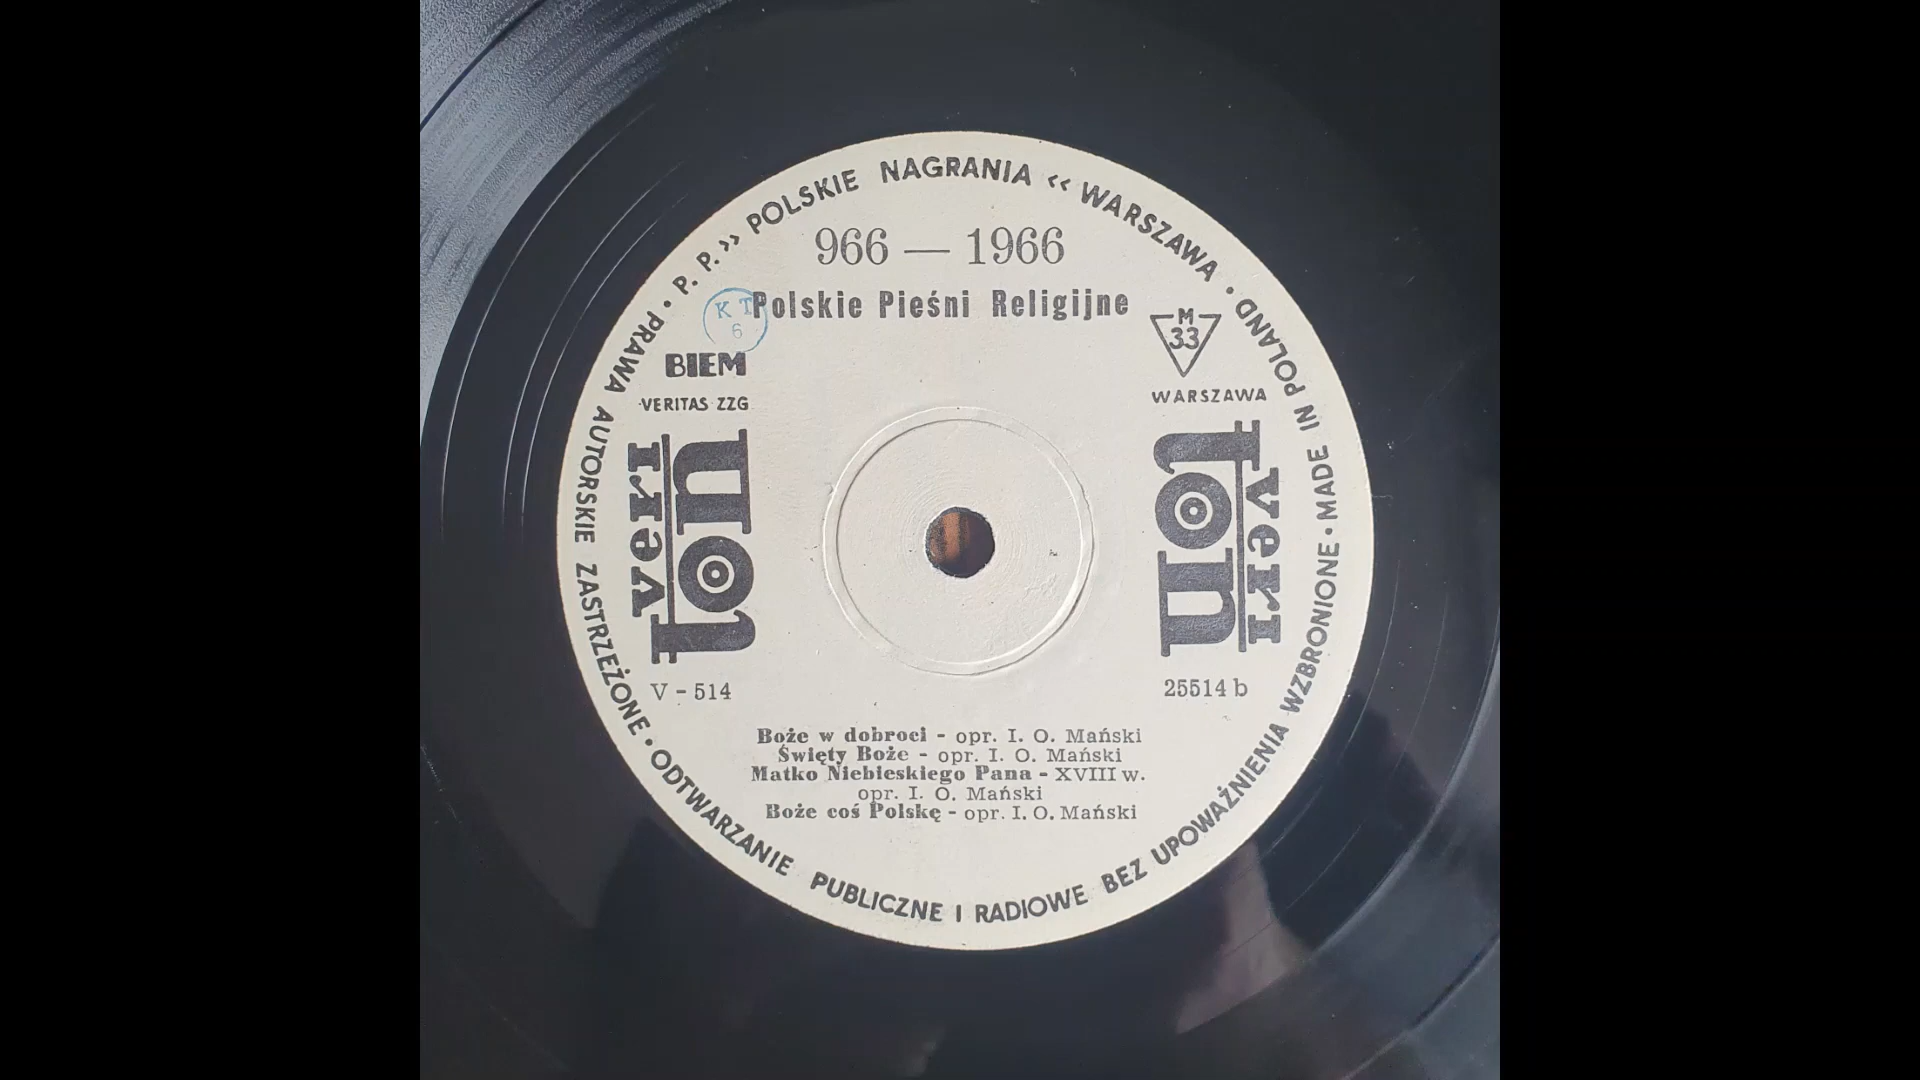 P. P. ›› POLSKIE NAGRANIA ‹‹ WARSZAWA • MADE IN POLAND
PRAWA AUTORSKIE ZASTRZEŻONE • ODTWARZANIE PUBLICZNE I RADIOWE BEZ UPOWAŻNIENIA WZBRONIONE •
966 — 1966
Polskie Pieśni Religijne
K T
6
BIEM
VERITAS ZZG
M
33
WARSZAWA
veri
ton
veri
ton
V - 514
25514 b
Boże w dobroci - opr. I. O. Mański
Święty Boże - opr. I. O. Mański
Matko Niebieskiego Pana - XVIII w.
opr. I. O. Mański
Boże coś Polskę - opr. I. O. Mański